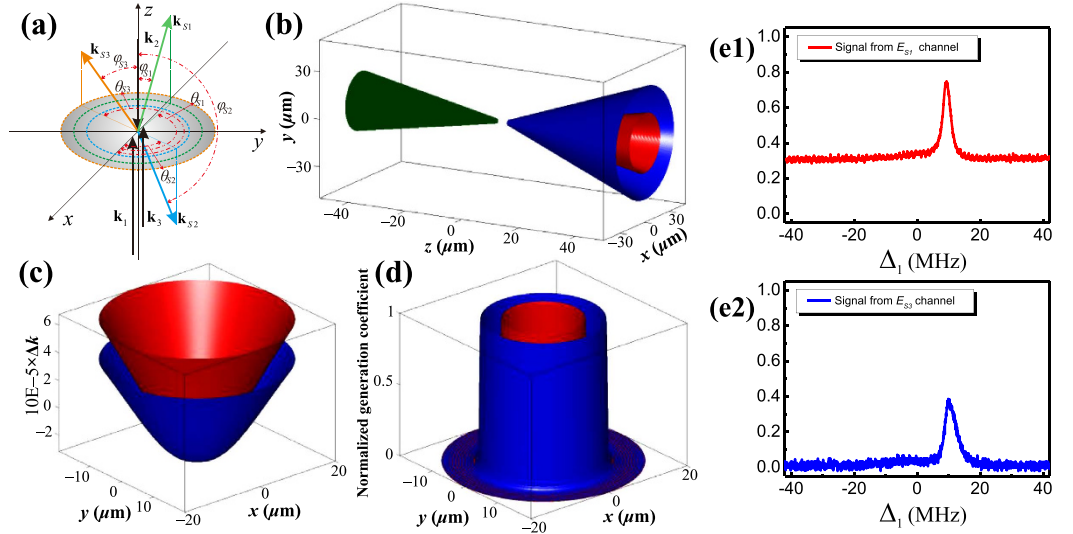 (a)
z
k_S1
k_2
k_S3
φ_S3
φ_S1
θ_S3
θ_S1
φ_S2
y
θ_S2
x
k_1
k_3
k_S2
(b)
y (μm)
30
0
−30
−40
−20
0
20
40
z (μm)
−30
0
30
x (μm)
(c)
10E−5×Δk
6
4
2
0
−2
−10
0
10
y (μm)
−20
0
20
x (μm)
(d)
Normalized generation coefficient
1
0.5
0
−10
0
10
y (μm)
−20
0
20
x (μm)
(e1)
Signal from E_S1 channel
1.0
0.8
0.6
0.4
0.2
0.0
-40 -20 0 20 40
Δ_1 (MHz)
(e2)
Signal from E_S3 channel
1.0
0.8
0.6
0.4
0.2
0.0
-40 -20 0 20 40
Δ_1 (MHz)